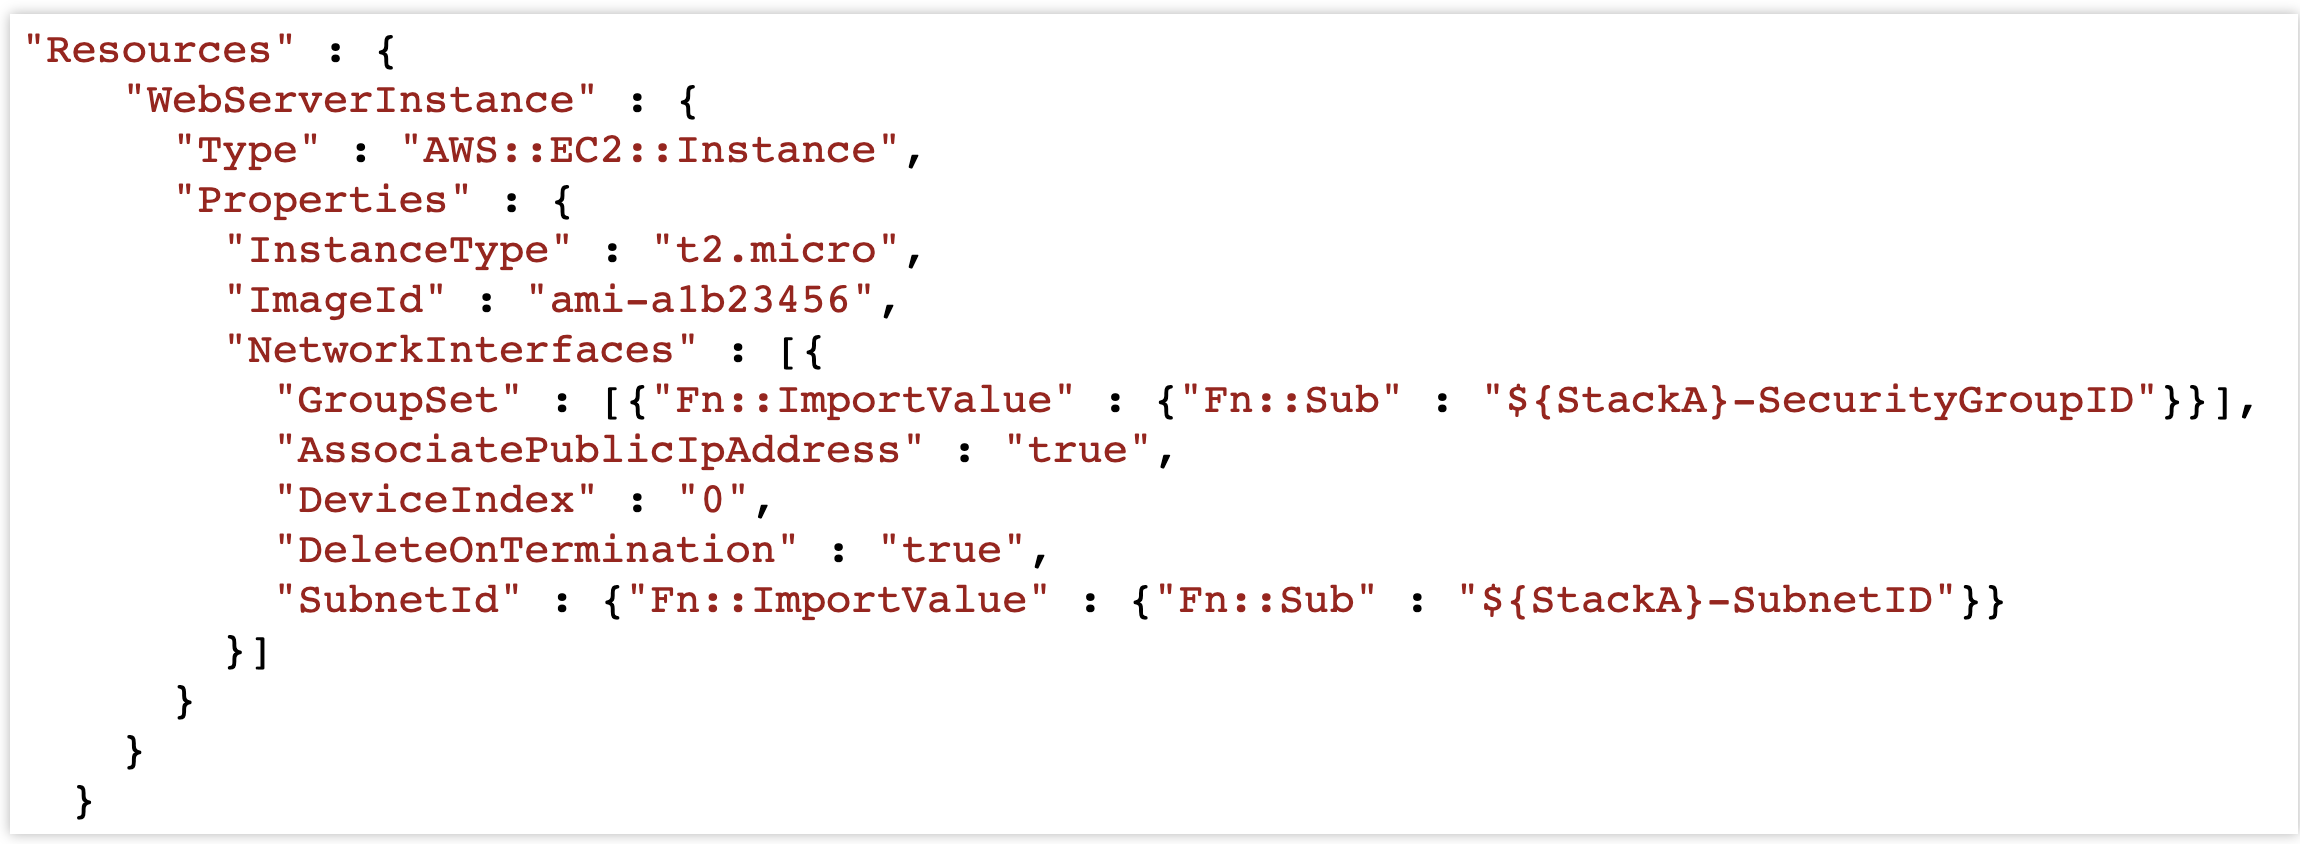 "Resources" : {
"WebServerInstance" : {
"Type" : "AWS::EC2::Instance",
"Properties" : {
"InstanceType" : "t2.micro",
"ImageId" : "ami-a1b23456",
"NetworkInterfaces" : [{
"GroupSet" : [{"Fn::ImportValue" : {"Fn::Sub" : "${StackA}-SecurityGroupID"}}],
"AssociatePublicIpAddress" : "true",
"DeviceIndex" : "0",
"DeleteOnTermination" : "true",
"SubnetId" : {"Fn::ImportValue" : {"Fn::Sub" : "${StackA}-SubnetID"}}
}]
}
}
}